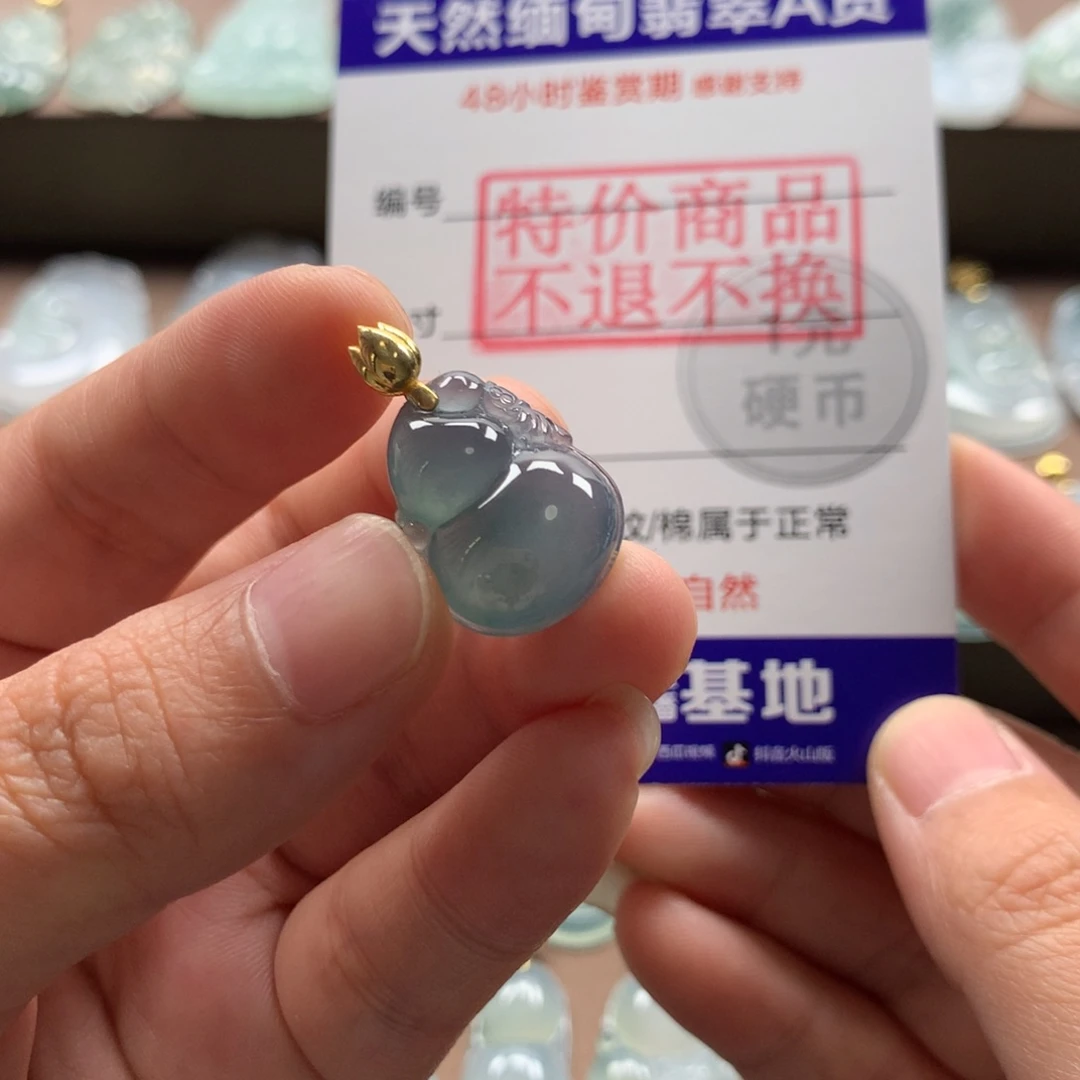 天然缅甸翡翠A货
48小时鉴赏期 感谢支持
编号
特价商品
不退不换
寸
硬币
纹/棉属于正常
自然
基地
抖音火山版